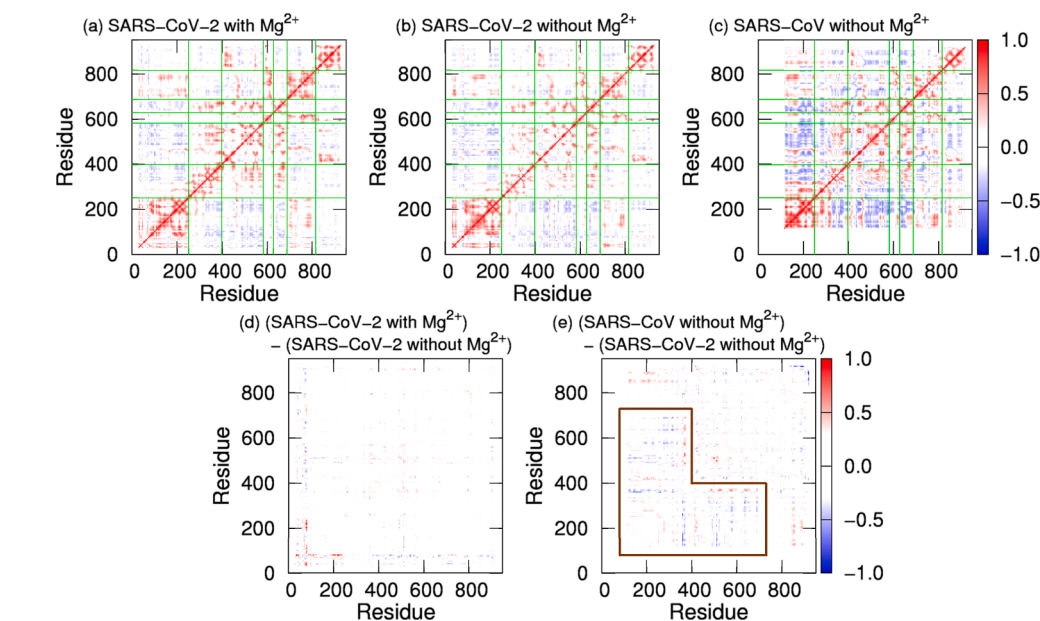 (a) SARS−CoV−2 with Mg2+
(b) SARS−CoV−2 without Mg2+
(c) SARS−CoV without Mg2+
800
600
400
200
0
Residue
0 200 400 600 800
Residue
800
600
400
200
0
Residue
0 200 400 600 800
Residue
800
600
400
200
0
Residue
0 200 400 600 800
Residue
1.0
0.5
0.0
−0.5
−1.0
(d) (SARS−CoV−2 with Mg2+)
− (SARS−CoV−2 without Mg2+)
(e) (SARS−CoV without Mg2+)
− (SARS−CoV−2 without Mg2+)
800
600
400
200
0
Residue
0 200 400 600 800
Residue
800
600
400
200
0
Residue
0 200 400 600 800
Residue
1.0
0.5
0.0
−0.5
−1.0